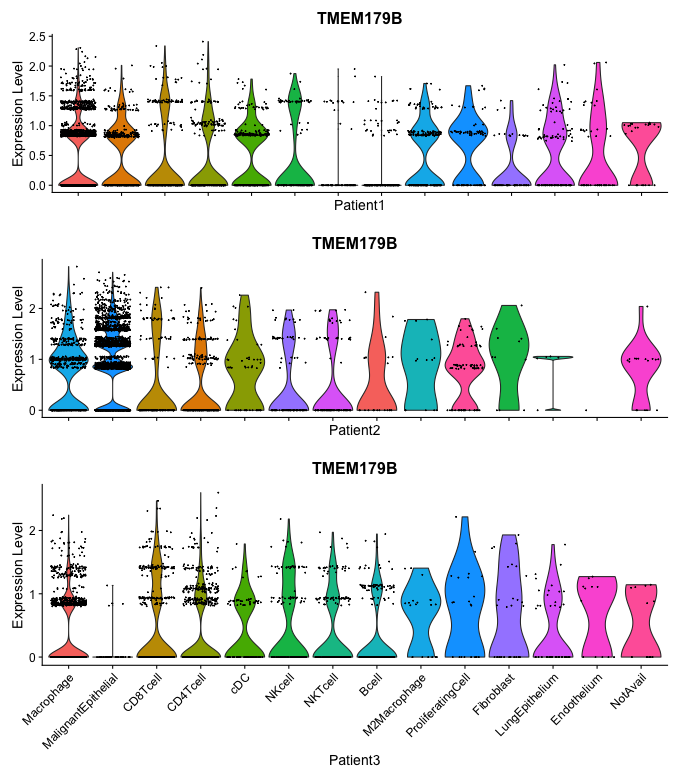 TMEM179B
Expression Level
2.5
2.0
1.5
1.0
0.5
0.0
Patient1
TMEM179B
Expression Level
2
1
0
Patient2
TMEM179B
Expression Level
2
1
0
Macrophage
MalignantEpithelial
CD8Tcell
CD4Tcell
cDC
NKcell
NKTcell
Bcell
M2Macrophage
ProliferatingCell
Fibroblast
LungEpithelium
Endothelium
NotAvail
Patient3